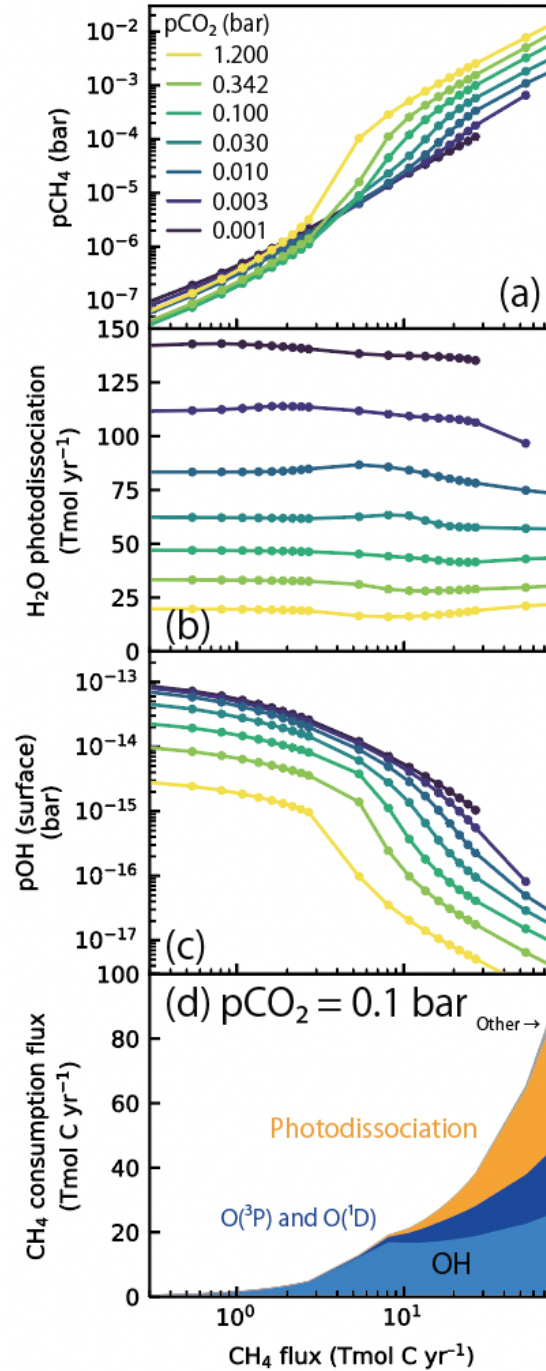 pCO₂ (bar)
1.200
0.342
0.100
0.030
0.010
0.003
0.001
10⁻²
10⁻³
10⁻⁴
10⁻⁵
10⁻⁶
10⁻⁷
pCH₄ (bar)
(a)
150
125
100
75
50
25
0
H₂O photodissociation
(Tmol yr⁻¹)
(b)
10⁻¹³
10⁻¹⁴
10⁻¹⁵
10⁻¹⁶
10⁻¹⁷
pOH (surface)
(bar)
(c)
100
80
60
40
20
0
CH₄ consumption flux
(Tmol C yr⁻¹)
(d) pCO₂ = 0.1 bar
Other →
Photodissociation
O(³P) and O(¹D)
OH
10⁰
10¹
CH₄ flux (Tmol C yr⁻¹)